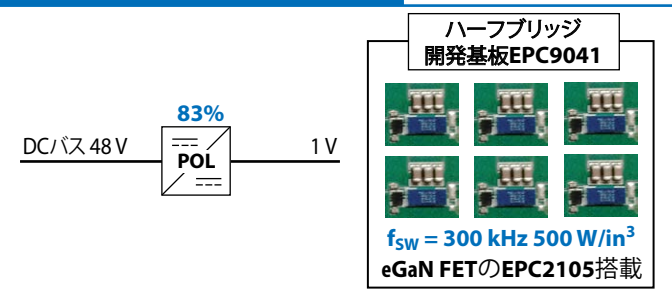 ハーフブリッジ
開発基板EPC9041
83%
DCバス 48 V
POL
1 V
fSW = 300 kHz 500 W/in³
eGaN FETのEPC2105搭載